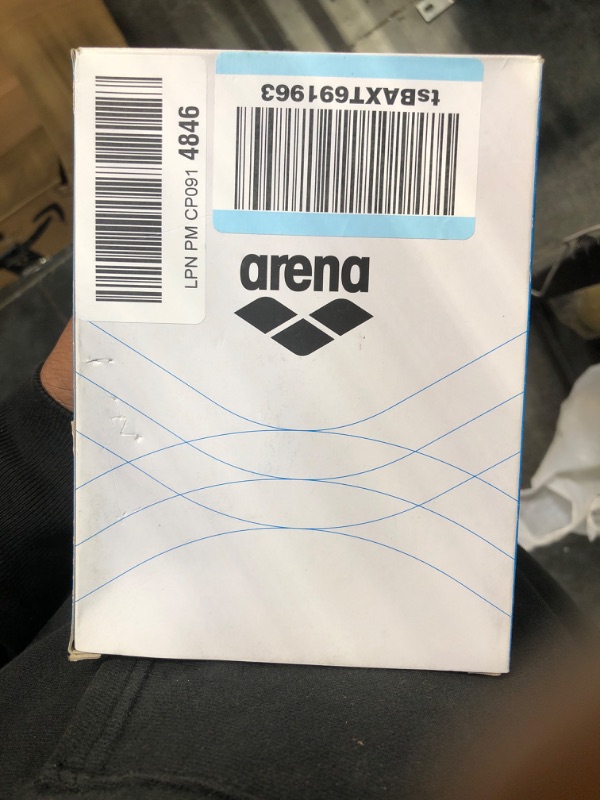 LPN PM CP091 4846
tsBAXT691963
arena